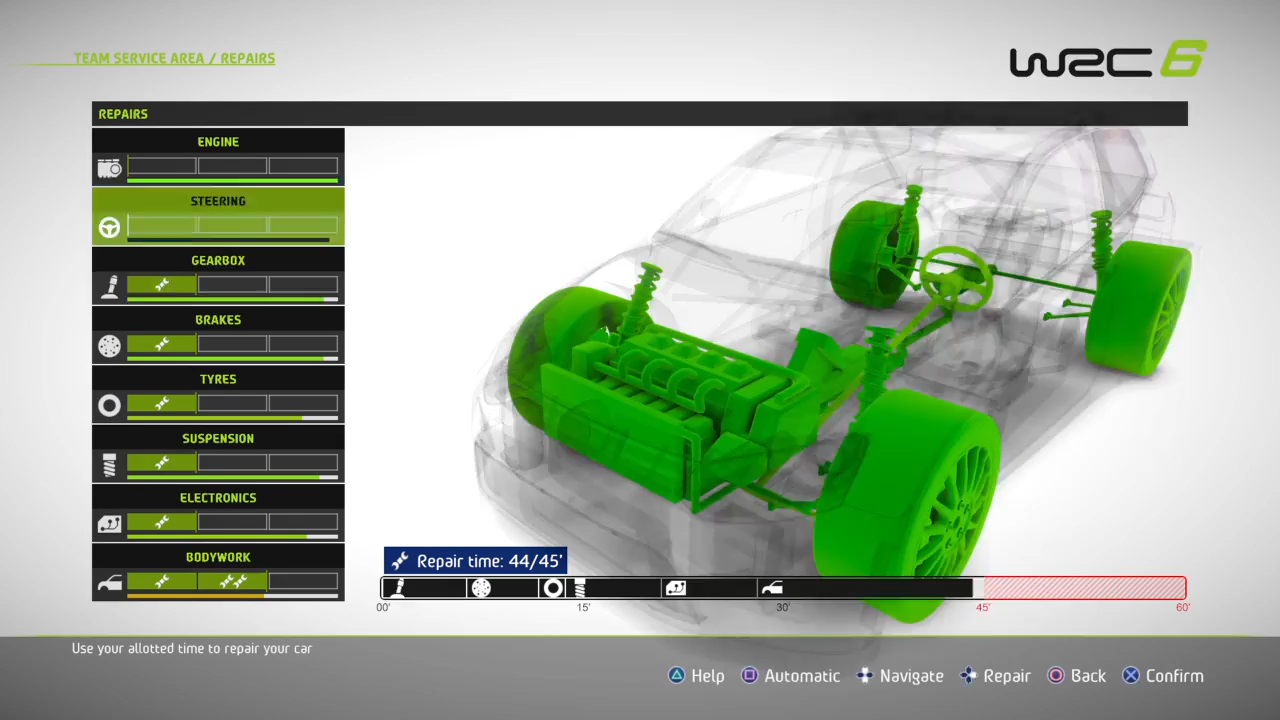 TEAM SERVICE AREA / REPAIRS
WRC 6
REPAIRS
ENGINE
STEERING
GEARBOX
BRAKES
TYRES
SUSPENSION
ELECTRONICS
BODYWORK
Repair time: 44/45'
00' 15' 30' 45' 60'
Use your allotted time to repair your car
Help Automatic Navigate Repair Back Confirm